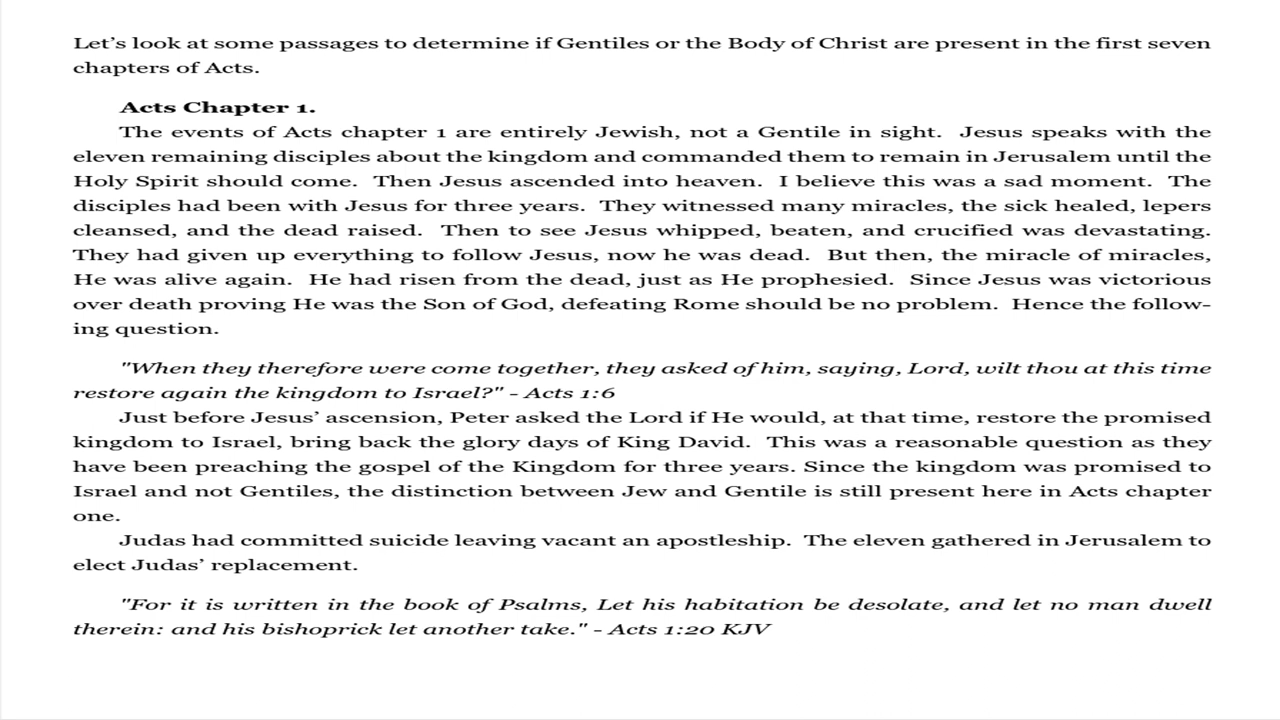 Let's look at some passages to determine if Gentiles or the Body of Christ are present in the first seven
chapters of Acts.
Acts Chapter 1.
The events of Acts chapter 1 are entirely Jewish, not a Gentile in sight.  Jesus speaks with the
eleven remaining disciples about the kingdom and commanded them to remain in Jerusalem until the
Holy Spirit should come.  Then Jesus ascended into heaven.  I believe this was a sad moment.  The
disciples had been with Jesus for three years.  They witnessed many miracles, the sick healed, lepers
cleansed, and the dead raised.  Then to see Jesus whipped, beaten, and crucified was devastating.
They had given up everything to follow Jesus, now he was dead.  But then, the miracle of miracles,
He was alive again.  He had risen from the dead, just as He prophesied.  Since Jesus was victorious
over death proving He was the Son of God, defeating Rome should be no problem.  Hence the follow-
ing question.
"When they therefore were come together, they asked of him, saying, Lord, wilt thou at this time
restore again the kingdom to Israel?" - Acts 1:6
Just before Jesus' ascension, Peter asked the Lord if He would, at that time, restore the promised
kingdom to Israel, bring back the glory days of King David.  This was a reasonable question as they
have been preaching the gospel of the Kingdom for three years. Since the kingdom was promised to
Israel and not Gentiles, the distinction between Jew and Gentile is still present here in Acts chapter
one.
Judas had committed suicide leaving vacant an apostleship.  The eleven gathered in Jerusalem to
elect Judas' replacement.
"For it is written in the book of Psalms, Let his habitation be desolate, and let no man dwell
therein: and his bishoprick let another take." - Acts 1:20 KJV